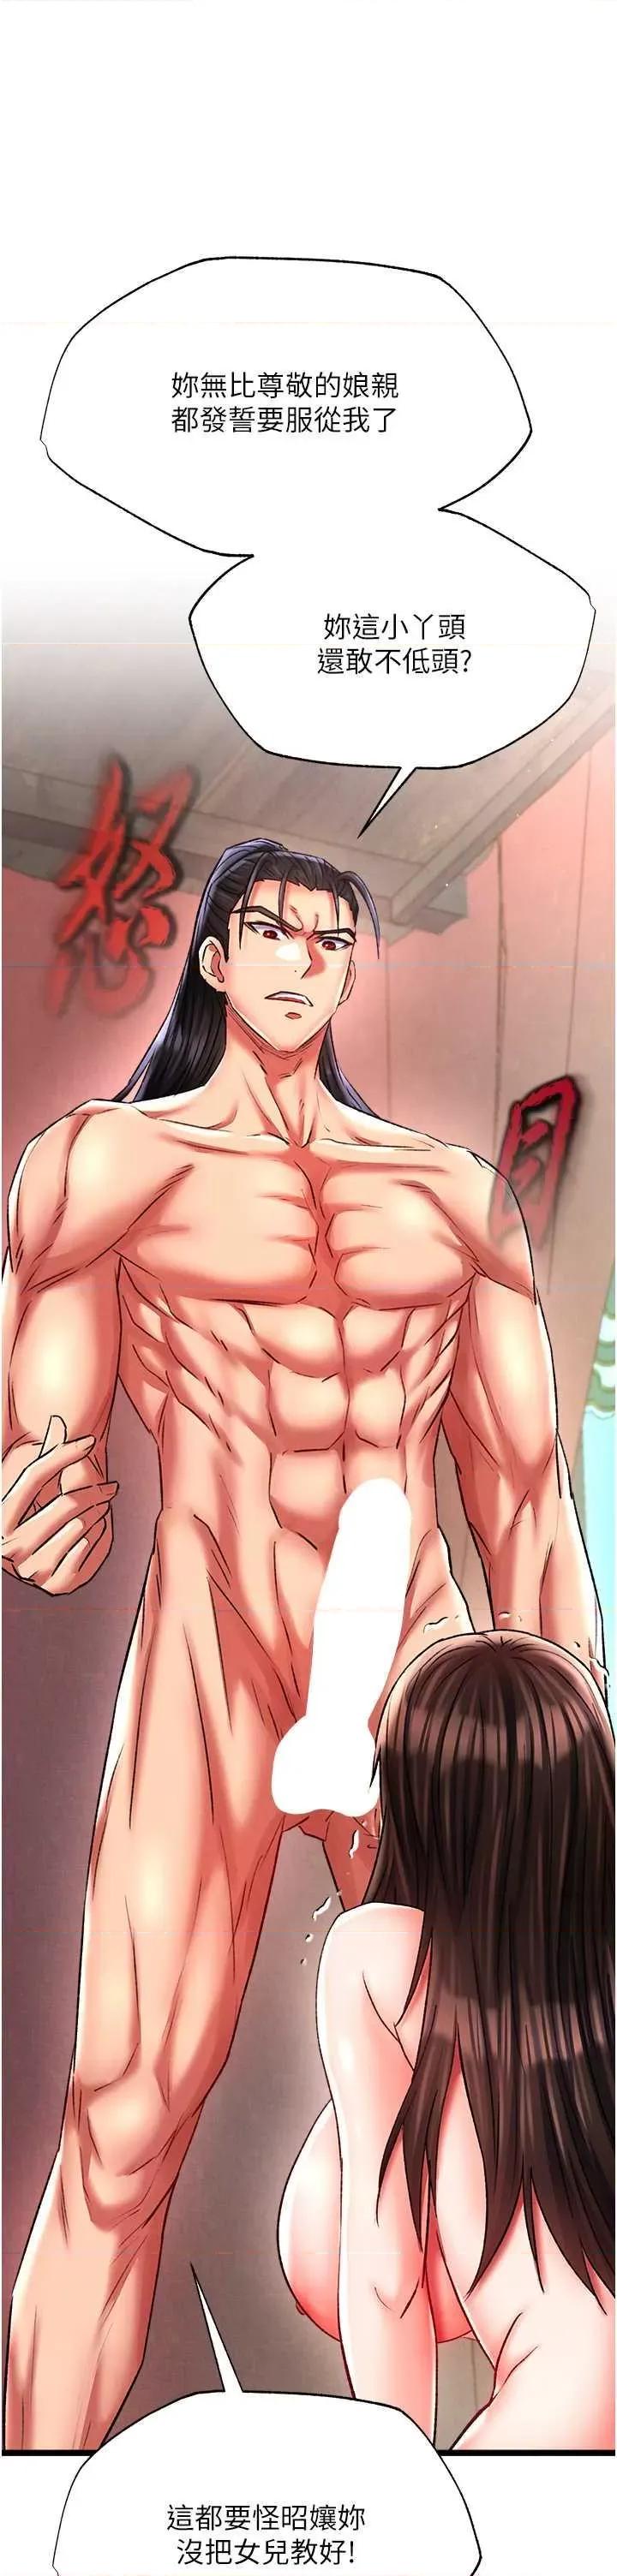 妳無比尊敬的娘親
都發誓要服從我了
妳這小丫頭
還敢不低頭?
怒
目
這都要怪昭孃妳
沒把女兒教好!